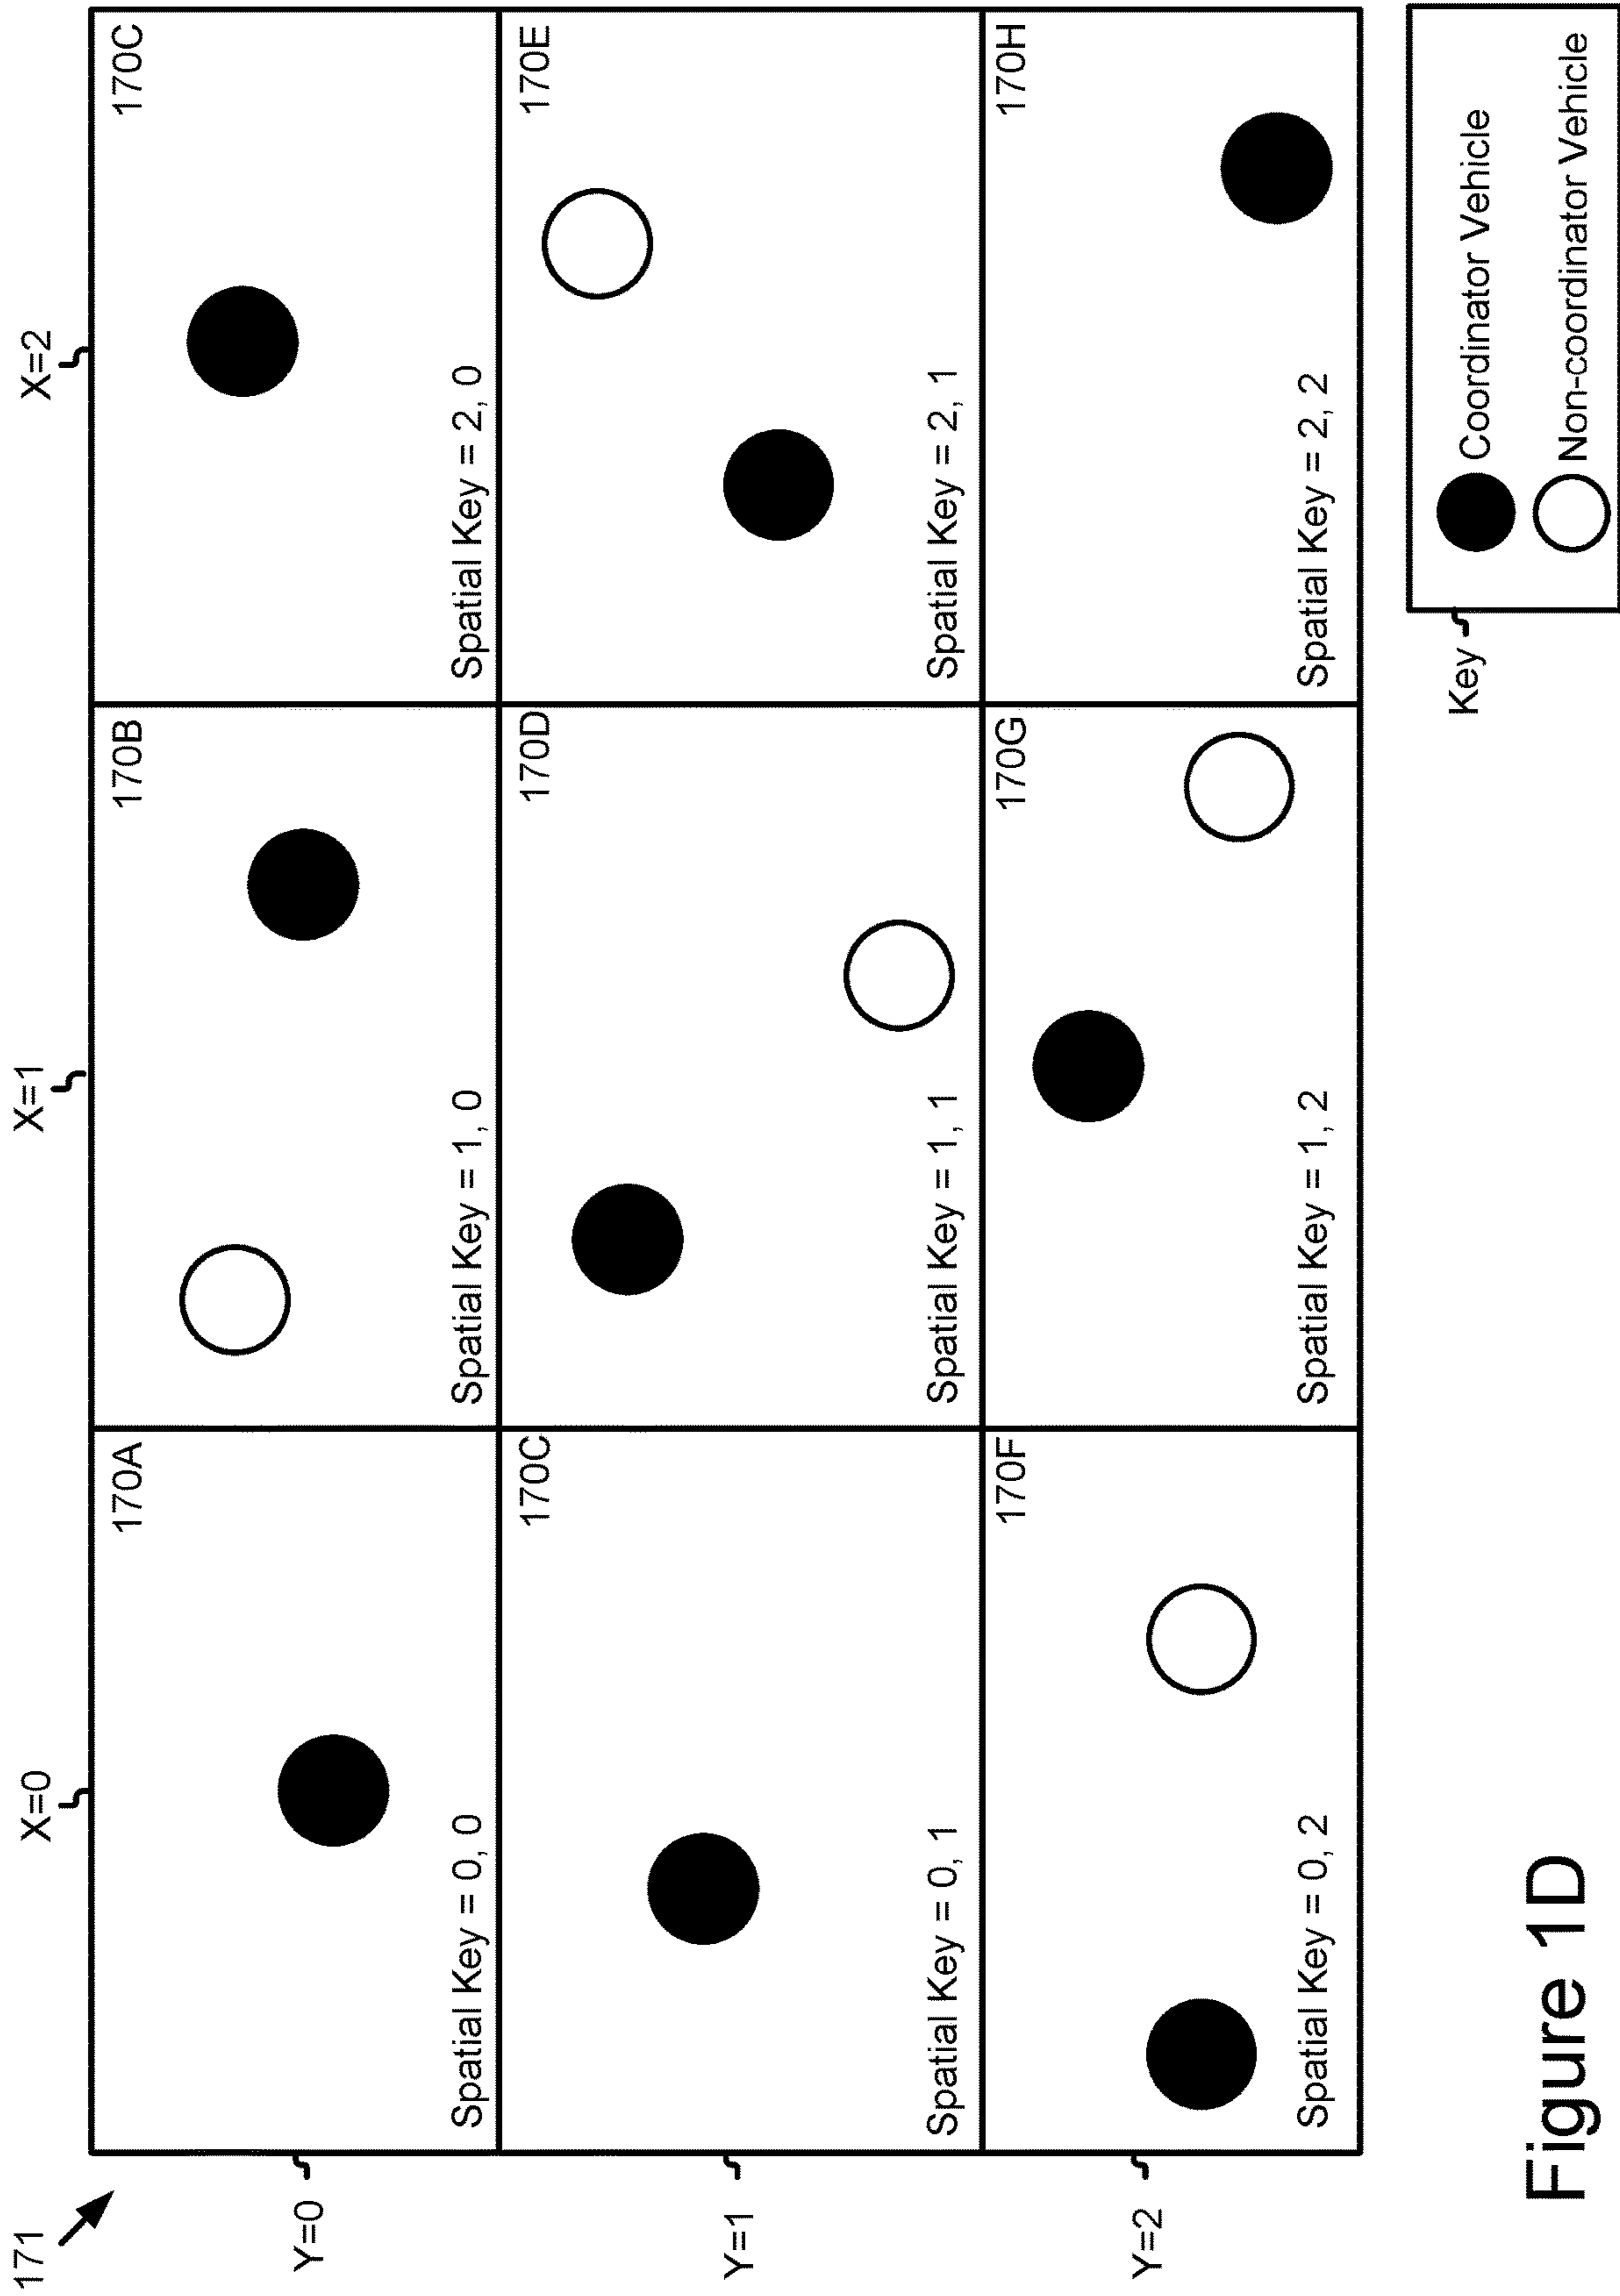 171
X=0
X=1
X=2
Y=0
170A
Spatial Key = 0, 0
170B
Spatial Key = 1, 0
170C
Spatial Key = 2, 0
Y=1
170C
Spatial Key = 0, 1
170D
Spatial Key = 1, 1
170E
Spatial Key = 2, 1
Y=2
170F
Spatial Key = 0, 2
170G
Spatial Key = 1, 2
170H
Spatial Key = 2, 2
Key
Coordinator Vehicle
Non-coordinator Vehicle
Figure 1D